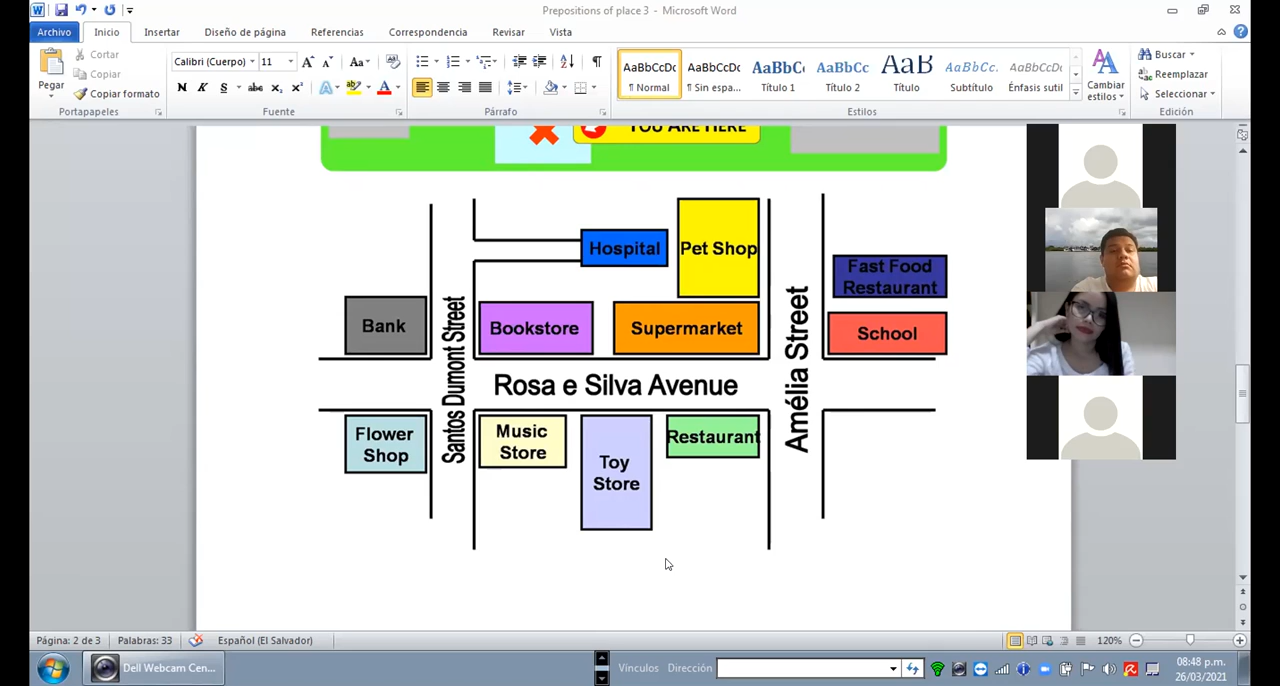 Prepositions of place 3 - Microsoft Word
Archivo Inicio Insertar Diseño de página Referencias Correspondencia Revisar Vista
Pegar
Cortar
Copiar
Copiar formato
Portapapeles
Calibri (Cuerpo) 11
Fuente
Párrafo
AaBbCcDc
¶ Normal
AaBbCcDc
¶ Sin espa...
AaBbC
Título 1
AaBbCc
Título 2
AaB
Título
AaBbCc.
Subtítulo
AaBbCcDc
Énfasis sutil
Cambiar
estilos
Estilos
Buscar
Reemplazar
Seleccionar
Edición
YOU ARE HERE
Hospital
Pet Shop
Fast Food
Restaurant
Bank
Bookstore
Supermarket
School
Santos Dumont Street
Rosa e Silva Avenue
Amélia Street
Flower
Shop
Music
Store
Toy
Store
Restaurant
Página: 2 de 3 Palabras: 33 Español (El Salvador) 120%
Dell Webcam Cen...
Vínculos Dirección
08:48 p.m.
26/03/2021